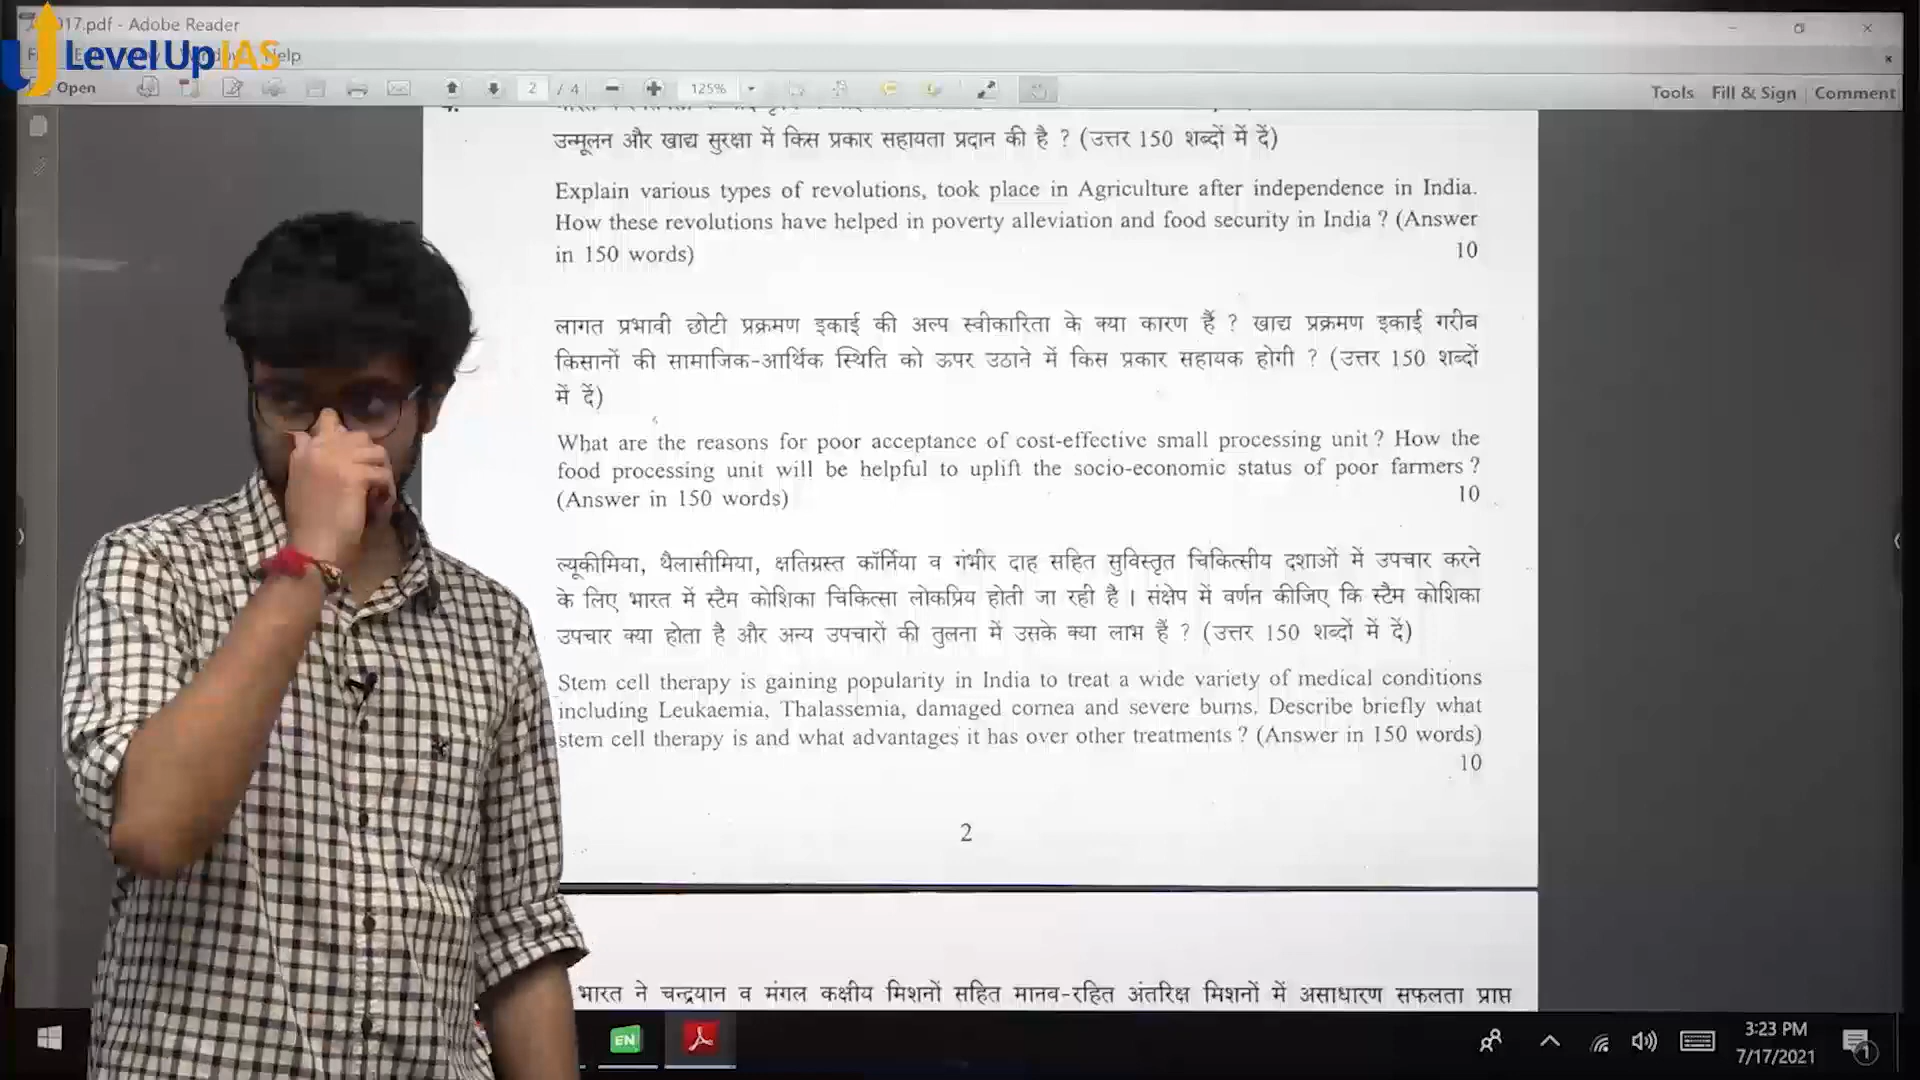 017.pdf - Adobe Reader
LevelUp IAS
Help
Open
2 / 4
125%
Tools Fill & Sign Comment
उन्मूलन और खाद्य सुरक्षा में किस प्रकार सहायता प्रदान की है ? (उत्तर 150 शब्दों में दें)
Explain various types of revolutions, took place in Agriculture after independence in India.
How these revolutions have helped in poverty alleviation and food security in India ? (Answer
in 150 words) 10
लागत प्रभावी छोटी प्रक्रमण इकाई की अल्प स्वीकारिता के क्या कारण हैं ? खाद्य प्रक्रमण इकाई गरीब
किसानों की सामाजिक-आर्थिक स्थिति को ऊपर उठाने में किस प्रकार सहायक होगी ? (उत्तर 150 शब्दों
में दें)
What are the reasons for poor acceptance of cost-effective small processing unit ? How the
food processing unit will be helpful to uplift the socio-economic status of poor farmers ?
(Answer in 150 words) 10
ल्यूकीमिया, थैलासीमिया, क्षतिग्रस्त कॉर्निया व गंभीर दाह सहित सुविस्तृत चिकित्सीय दशाओं में उपचार करने
के लिए भारत में स्टैम कोशिका चिकित्सा लोकप्रिय होती जा रही है । संक्षेप में वर्णन कीजिए कि स्टैम कोशिका
उपचार क्या होता है और अन्य उपचारों की तुलना में उसके क्या लाभ हैं ? (उत्तर 150 शब्दों में दें)
Stem cell therapy is gaining popularity in India to treat a wide variety of medical conditions
including Leukaemia, Thalassemia, damaged cornea and severe burns. Describe briefly what
stem cell therapy is and what advantages it has over other treatments ? (Answer in 150 words)
10
2
भारत ने चन्द्रयान व मंगल कक्षीय मिशनों सहित मानव-रहित अंतरिक्ष मिशनों में असाधारण सफलता प्राप्त
EN
3:23 PM
7/17/2021
1